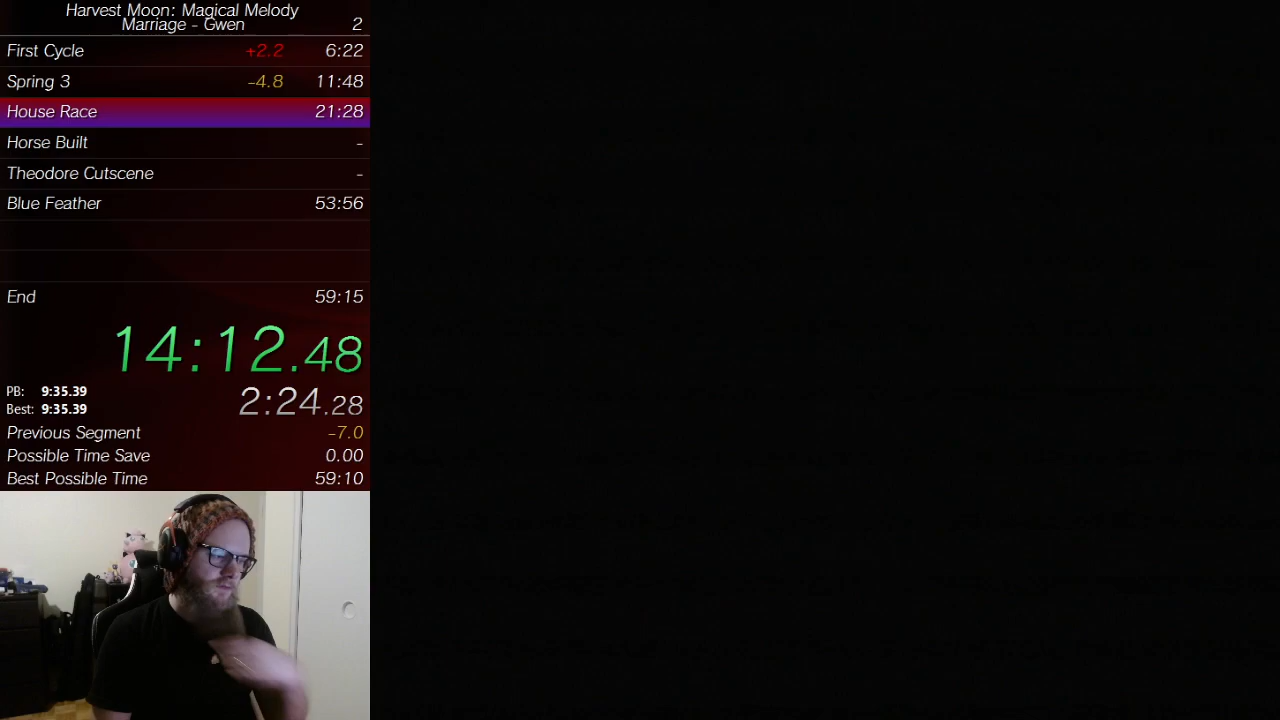 Harvest Moon: Magical Melody
Marriage - Gwen 2
First Cycle +2.2 6:22
Spring 3 -4.8 11:48
House Race 21:28
Horse Built -
Theodore Cutscene -
Blue Feather 53:56
End 59:15
14:12.48
PB: 9:35.39
Best: 9:35.39
2:24.28
Previous Segment -7.0
Possible Time Save 0.00
Best Possible Time 59:10